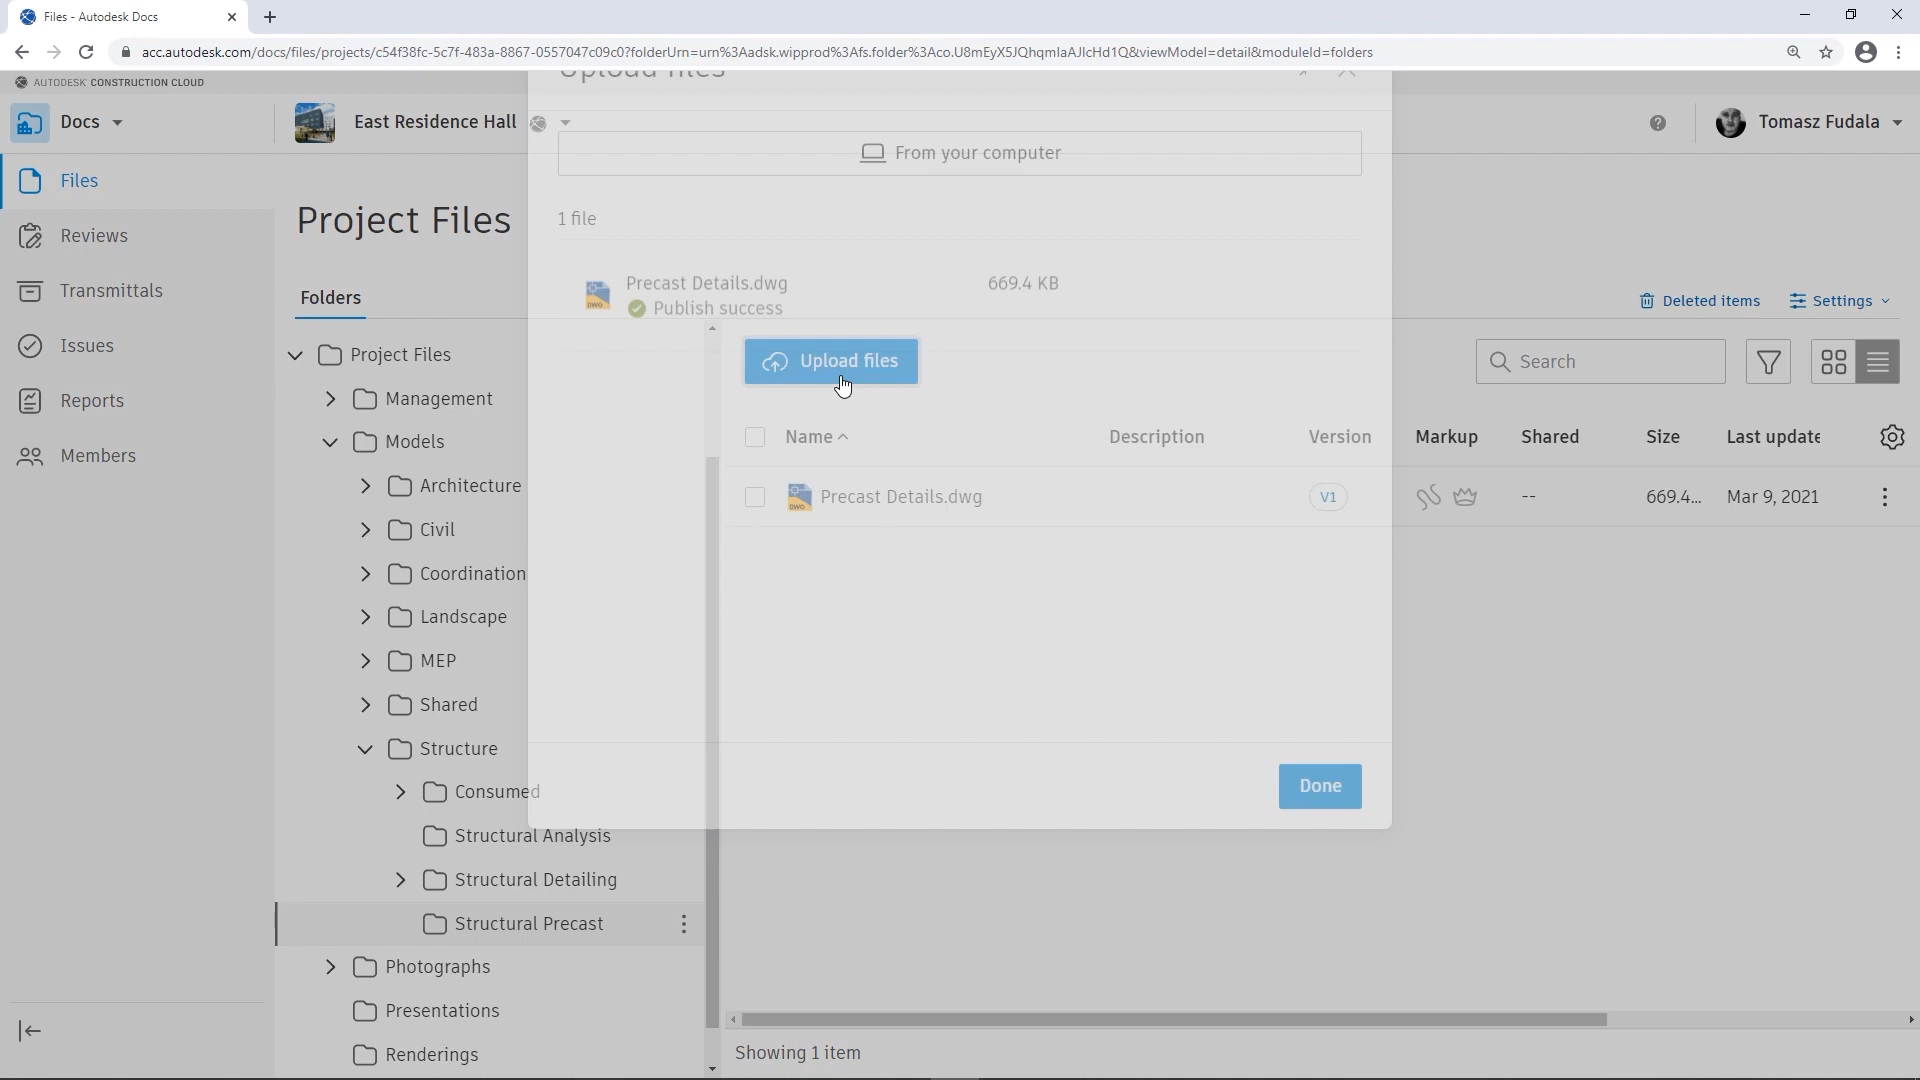 Files - Autodesk Docs
acc.autodesk.com/docs/files/projects/c54f38fc-5c7f-483a-8867-0557047c09c0?folderUrn=urn%3Aadsk.wipprod%3Afs.folder%3Aco.U8mEyX5JQhqmlaAJlcHd1Q&viewModel=detail&moduleId=folders
AUTODESK CONSTRUCTION CLOUD
Upload files
Docs
East Residence Hall
Tomasz Fudala
From your computer
Files
Project Files
1 file
Reviews
Transmittals
Precast Details.dwg 669.4 KB
DWG
Publish success
Folders
Deleted items
Settings
Issues
Project Files
Upload files
Search
Reports
Management
Name
Description
Version
Markup
Shared
Size
Last update
Models
Members
Architecture
DWG
Precast Details.dwg
V1
--
669.4...
Mar 9, 2021
Civil
Coordination
Landscape
MEP
Shared
Structure
Done
Consumed
Structural Analysis
Structural Detailing
Structural Precast
Photographs
Presentations
Renderings
Showing 1 item